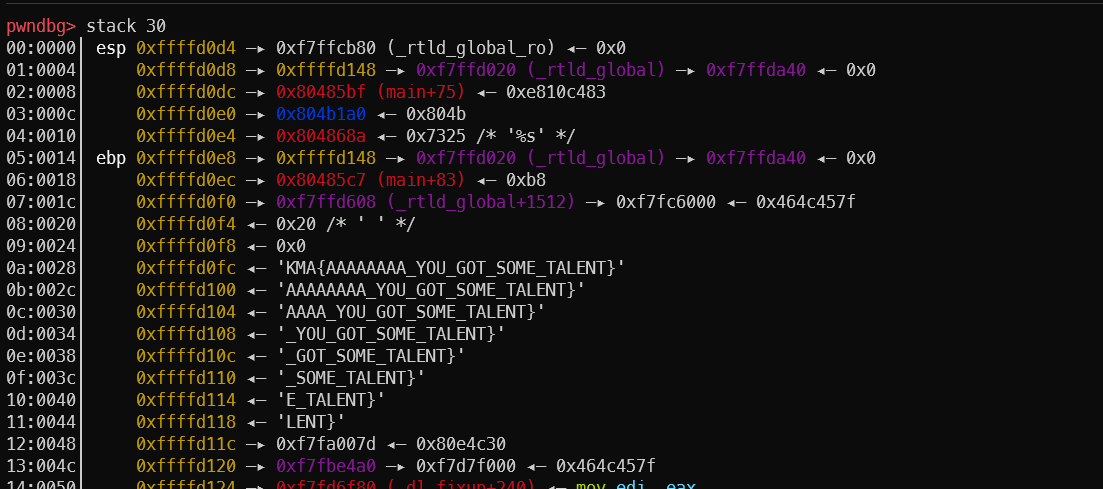 pwndbg> stack 30
00:0000│ esp 0xffffd0d4 —▸ 0xf7ffcb80 (_rtld_global_ro) ◂— 0x0
01:0004│     0xffffd0d8 —▸ 0xffffd148 —▸ 0xf7ffd020 (_rtld_global) —▸ 0xf7ffda40 ◂— 0x0
02:0008│     0xffffd0dc —▸ 0x80485bf (main+75) ◂— 0xe810c483
03:000c│     0xffffd0e0 —▸ 0x804b1a0 ◂— 0x804b
04:0010│     0xffffd0e4 —▸ 0x804868a ◂— 0x7325 /* '%s' */
05:0014│ ebp 0xffffd0e8 —▸ 0xffffd148 —▸ 0xf7ffd020 (_rtld_global) —▸ 0xf7ffda40 ◂— 0x0
06:0018│     0xffffd0ec —▸ 0x80485c7 (main+83) ◂— 0xb8
07:001c│     0xffffd0f0 —▸ 0xf7ffd608 (_rtld_global+1512) —▸ 0xf7fc6000 ◂— 0x464c457f
08:0020│     0xffffd0f4 ◂— 0x20 /* ' ' */
09:0024│     0xffffd0f8 ◂— 0x0
0a:0028│     0xffffd0fc ◂— 'KMA{AAAAAAAA_YOU_GOT_SOME_TALENT}'
0b:002c│     0xffffd100 ◂— 'AAAAAAAA_YOU_GOT_SOME_TALENT}'
0c:0030│     0xffffd104 ◂— 'AAAA_YOU_GOT_SOME_TALENT}'
0d:0034│     0xffffd108 ◂— '_YOU_GOT_SOME_TALENT}'
0e:0038│     0xffffd10c ◂— '_GOT_SOME_TALENT}'
0f:003c│     0xffffd110 ◂— '_SOME_TALENT}'
10:0040│     0xffffd114 ◂— 'E_TALENT}'
11:0044│     0xffffd118 ◂— 'LENT}'
12:0048│     0xffffd11c —▸ 0xf7fa007d ◂— 0x80e4c30
13:004c│     0xffffd120 —▸ 0xf7fbe4a0 —▸ 0xf7d7f000 ◂— 0x464c457f
14:0050│     0xffffd124 —▸ 0xf7fd6f80 (_dl_fixup+240) ◂— mov edi, eax